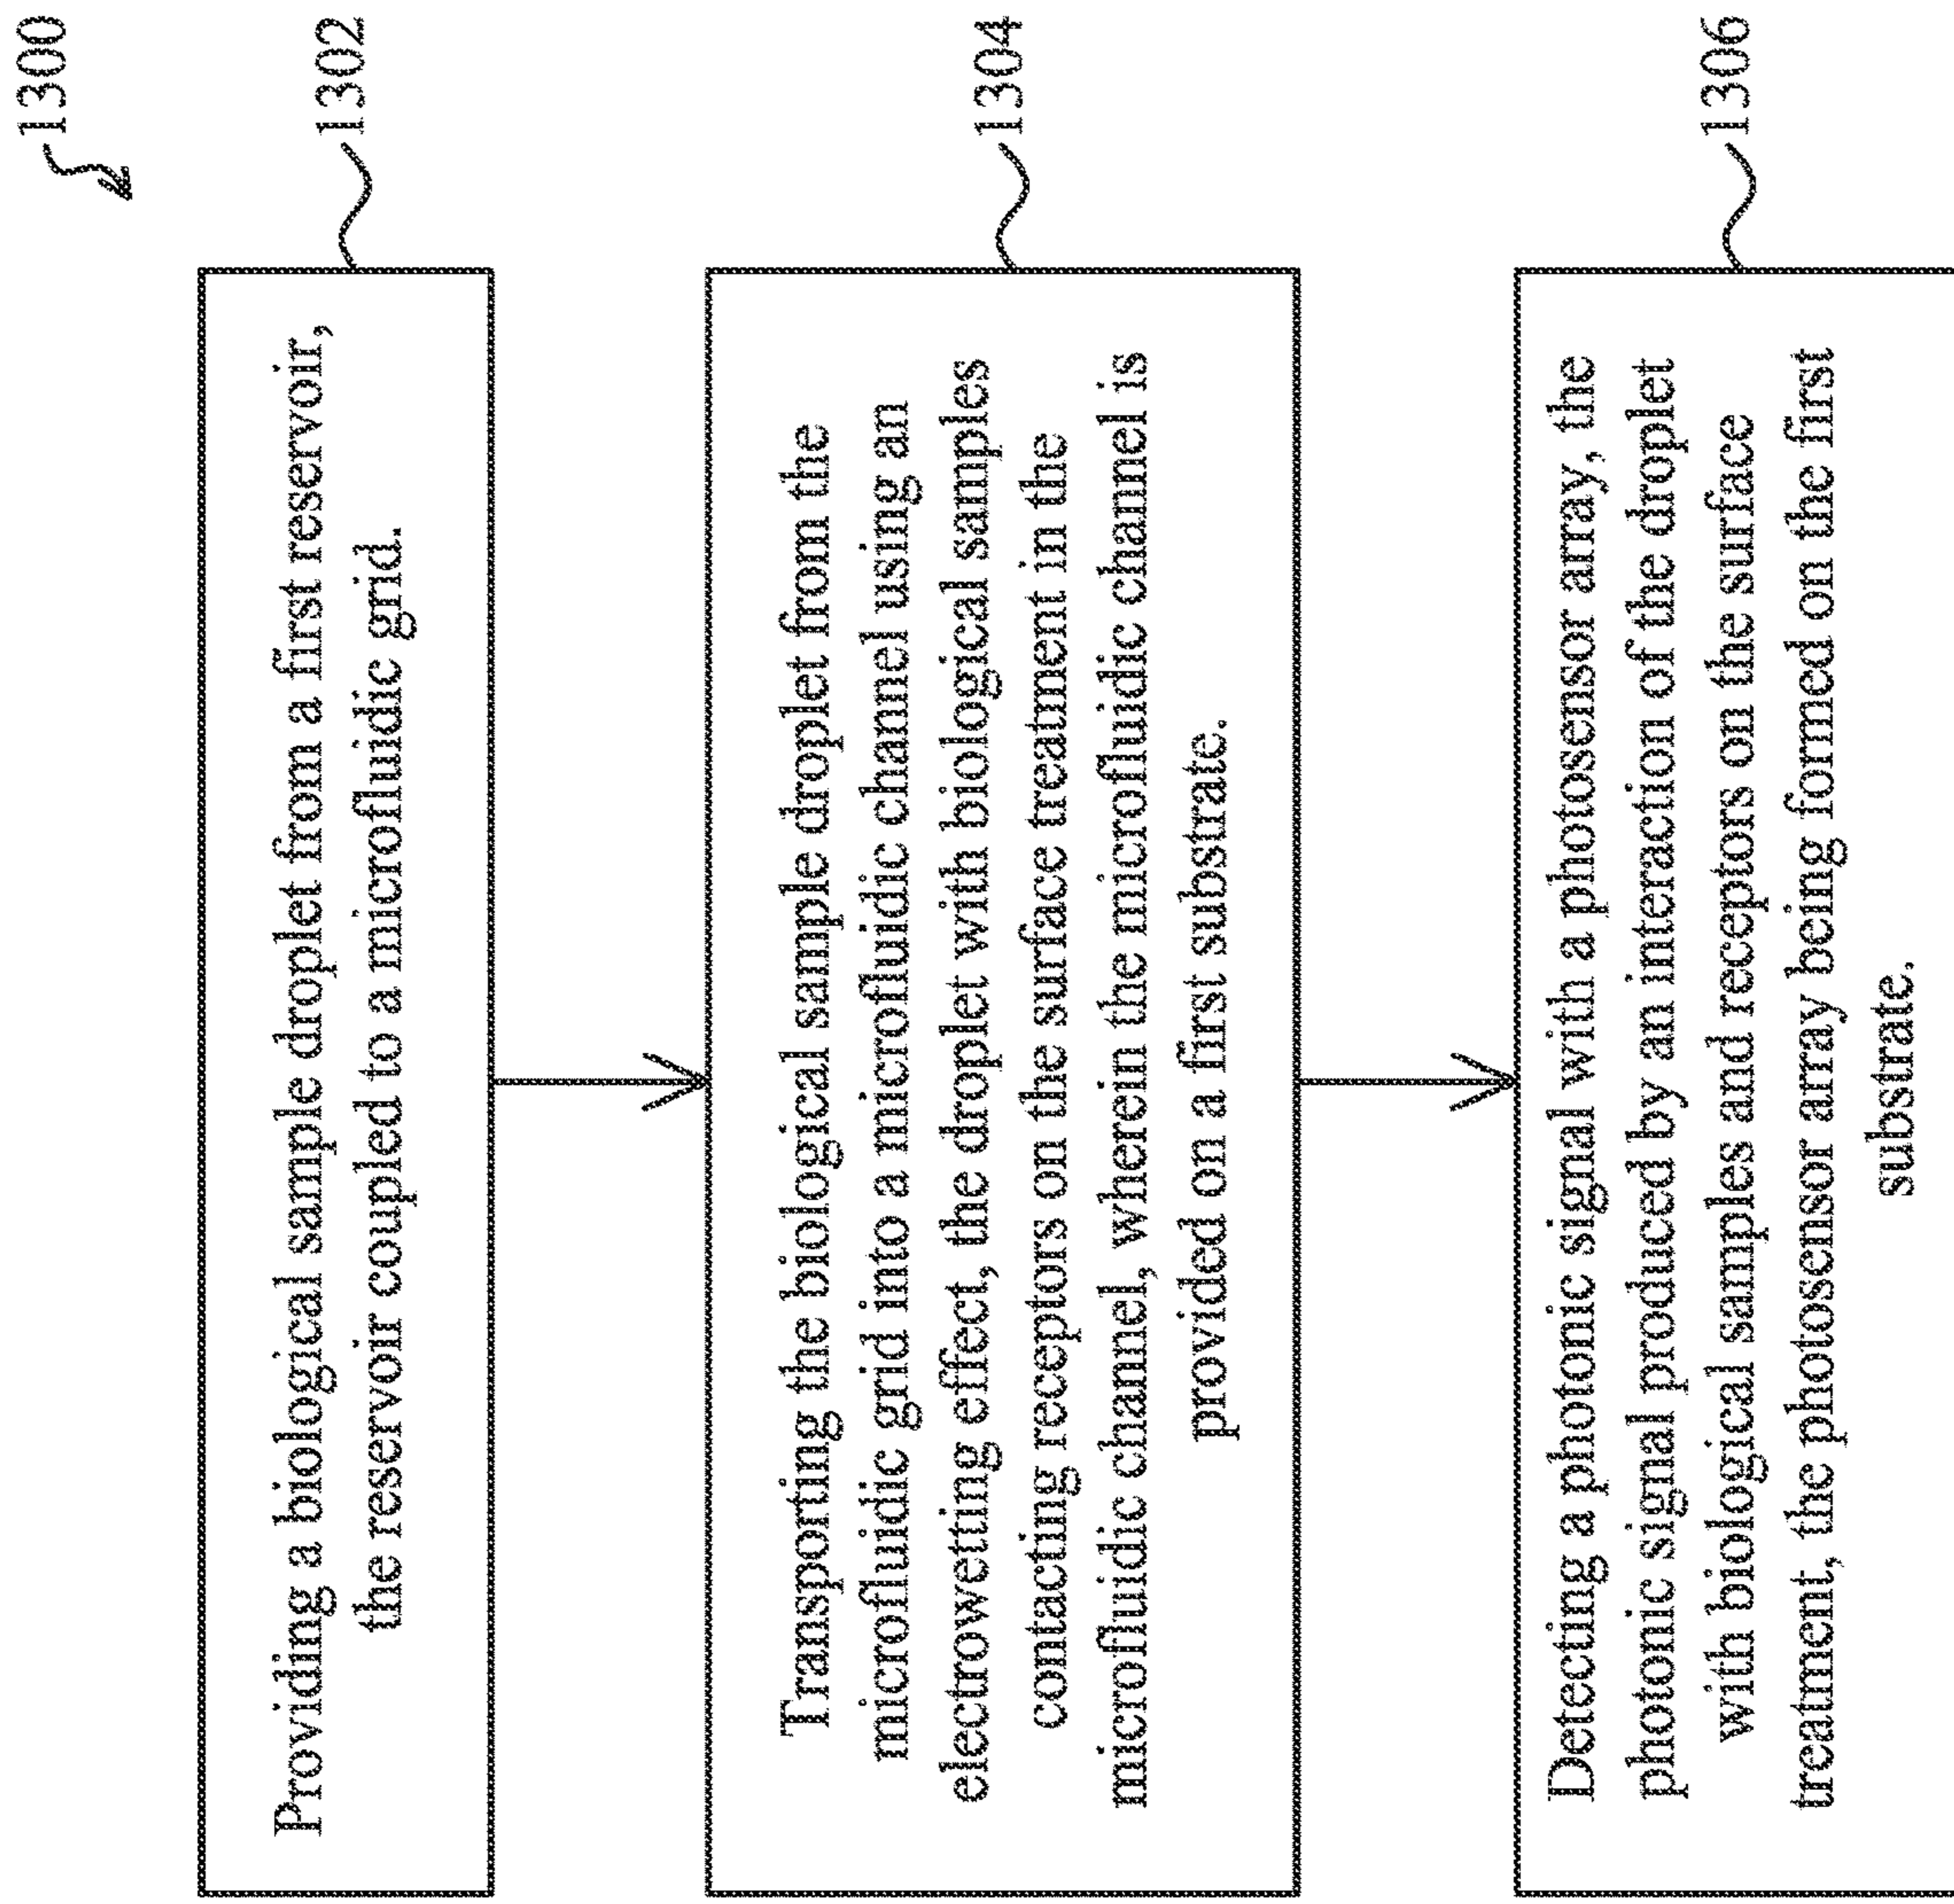 1300
Providing a biological sample droplet from a first reservoir,
the reservoir coupled to a microfluidic grid.
1302
Transporting the biological sample droplet from the
microfluidic grid into a microfluidic channel using an
electrowetting effect, the droplet with biological samples
contacting receptors on the surface treatment in the
microfluidic channel, wherein the microfluidic channel is
provided on a first substrate.
1304
Detecting a photonic signal with a photosensor array, the
photonic signal produced by an interaction of the droplet
with biological samples and receptors on the surface
treatment, the photosensor array being formed on the first
substrate.
1306